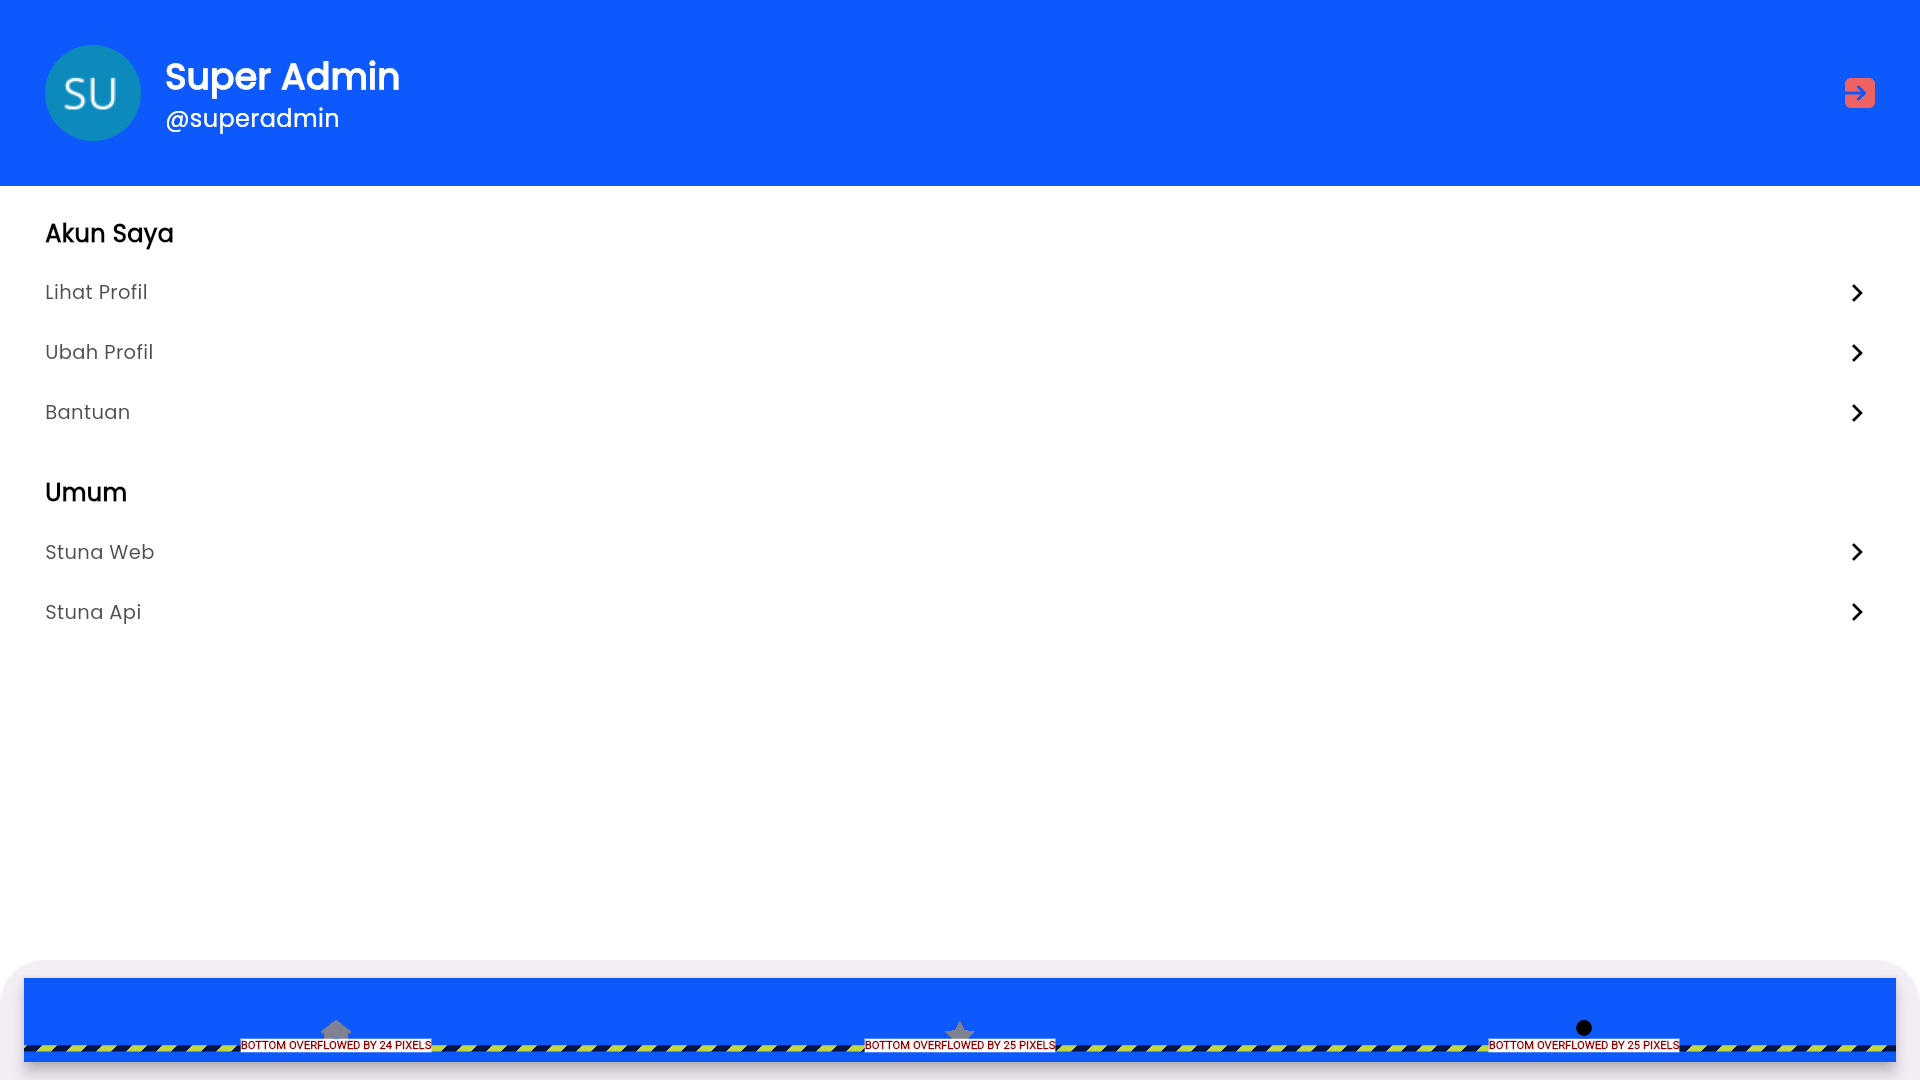 SU
Super Admin
@superadmin
Akun Saya
Lihat Profil
Ubah Profil
Bantuan
Umum
Stuna Web
Stuna Api
BOTTOM OVERFLOWED BY 24 PIXELS
BOTTOM OVERFLOWED BY 25 PIXELS
BOTTOM OVERFLOWED BY 25 PIXELS